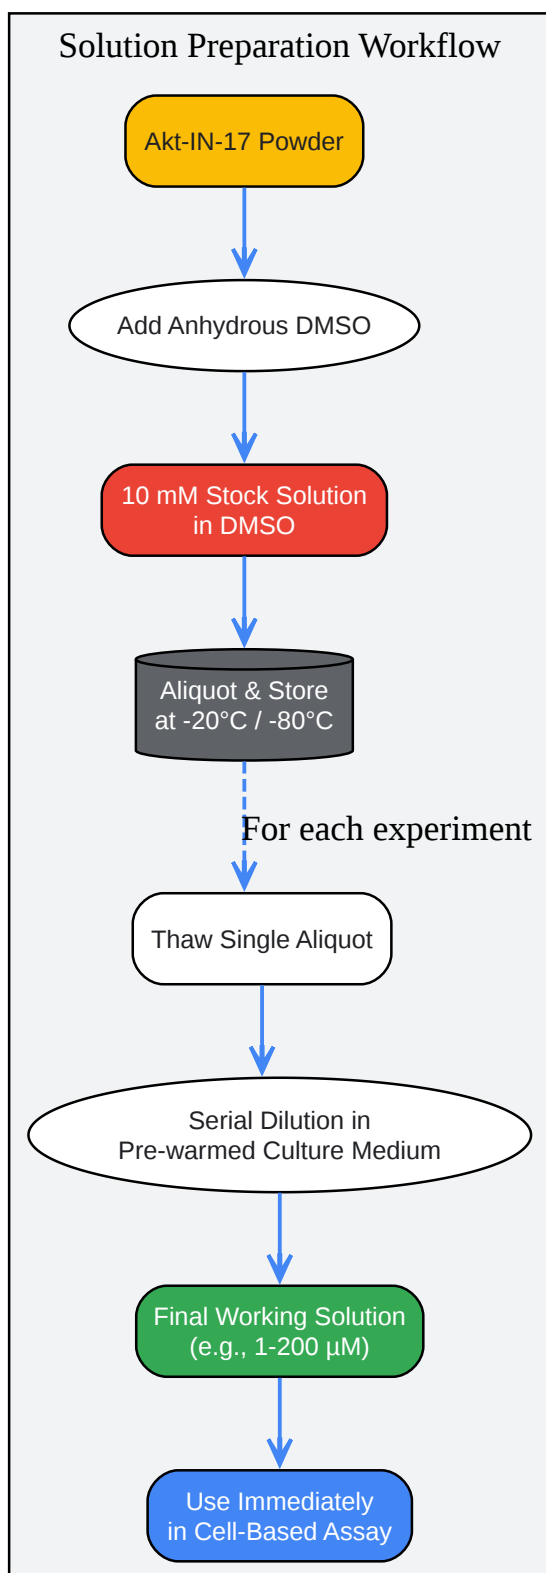 Solution Preparation Workflow
Akt-IN-17 Powder
Add Anhydrous DMSO
10 mM Stock Solution
in DMSO
Aliquot & Store
at -20°C / -80°C
For each experiment
Thaw Single Aliquot
Serial Dilution in
Pre-warmed Culture Medium
Final Working Solution
(e.g., 1-200 µM)
Use Immediately
in Cell-Based Assay